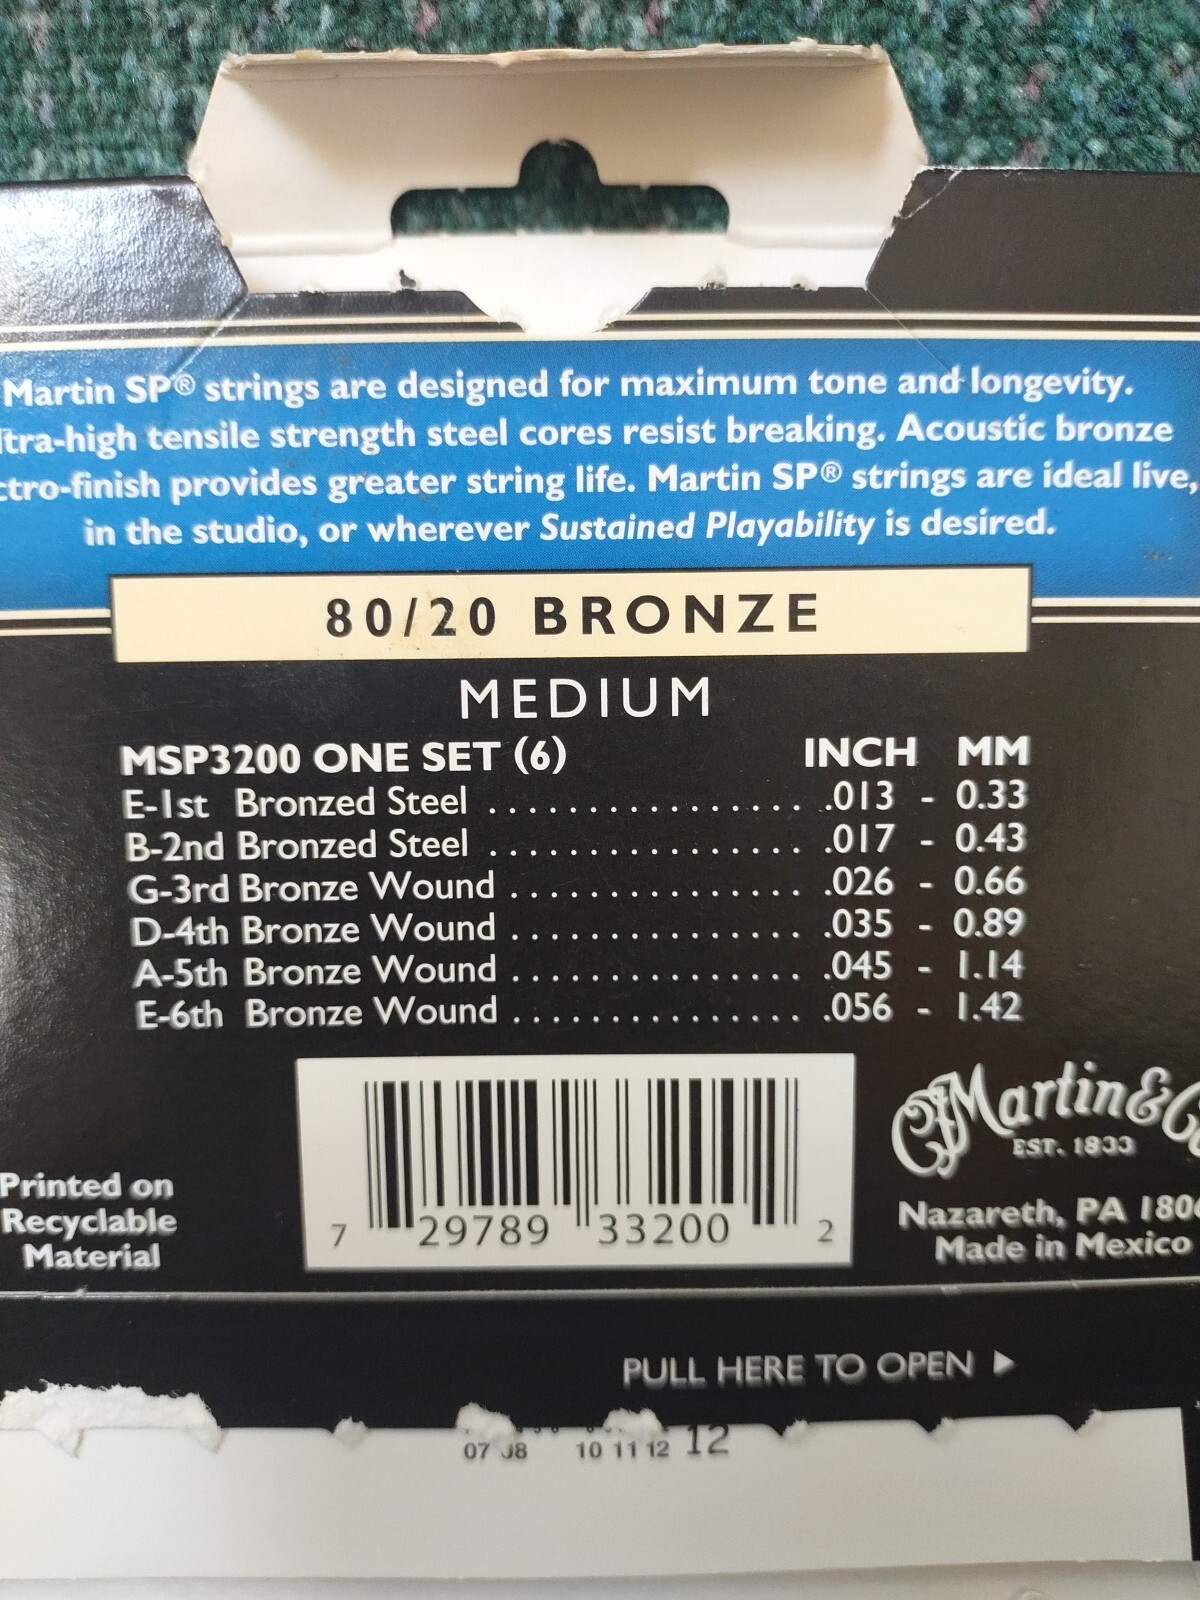 Martin SP® strings are designed for maximum tone and longevity.
tra-high tensile strength steel cores resist breaking. Acoustic bronze
ctro-finish provides greater string life. Martin SP® strings are ideal live,
in the studio, or wherever Sustained Playability is desired.
80/20 BRONZE
MEDIUM
MSP3200 ONE SET (6) INCH MM
E-1st Bronzed Steel ................ .013 - 0.33
B-2nd Bronzed Steel ............... .017 - 0.43
G-3rd Bronze Wound .............. .026 - 0.66
D-4th Bronze Wound .............. .035 - 0.89
A-5th Bronze Wound .............. .045 - 1.14
E-6th Bronze Wound .............. .056 - 1.42
Printed on
Recyclable
Material
7 29789 33200 2
CF Martin & Co
EST. 1833
Nazareth, PA 180
Made in Mexico
PULL HERE TO OPEN ►
07 08 10 11 12 12